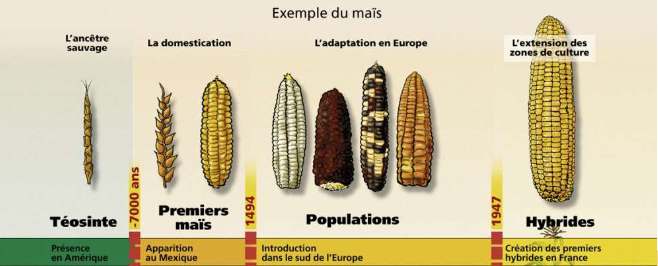 Exemple du maïs
L'ancêtre
sauvage
La domestication
L'adaptation en Europe
L'extension des
zones de culture
Téosinte
-7000 ans
Premiers
maïs
1494
Populations
1947
Hybrides
Présence
en Amérique
Apparition
au Mexique
Introduction
dans le sud de l'Europe
Création des premiers
hybrides en France